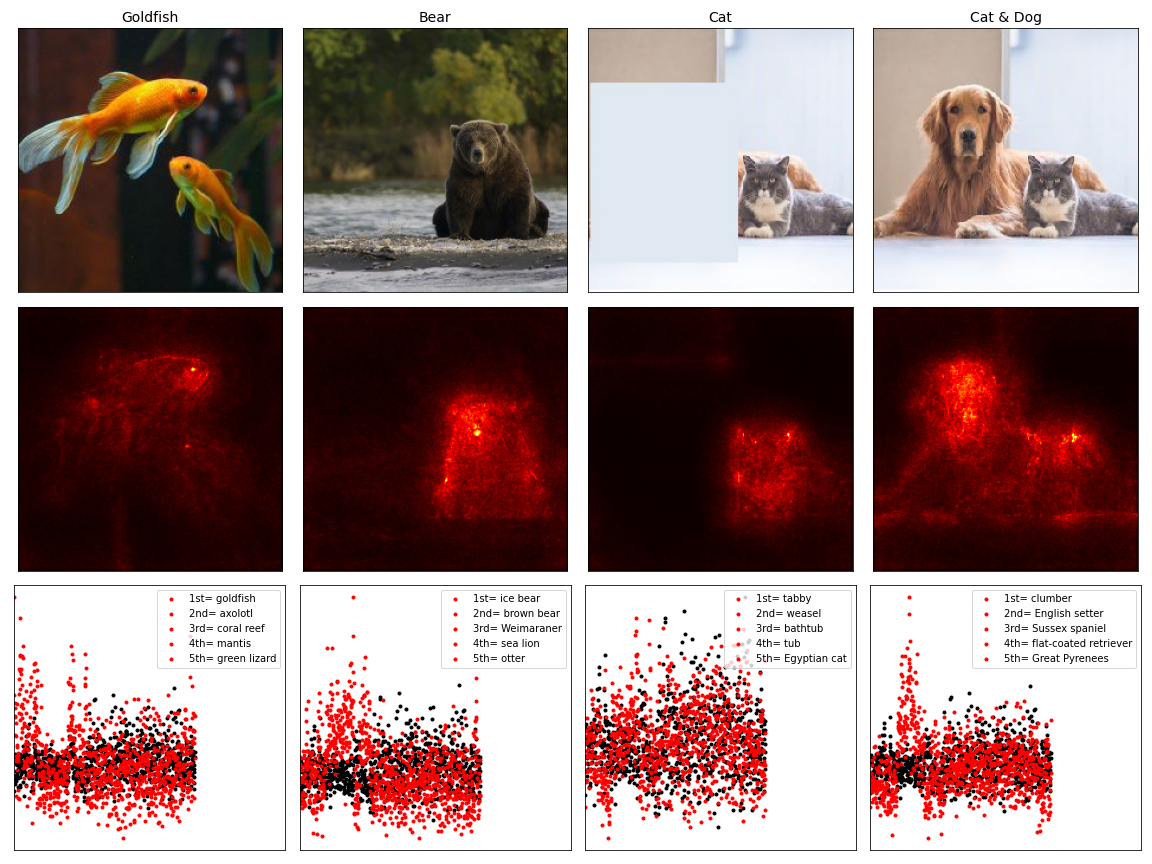 Goldfish
Bear
Cat
Cat & Dog
1st= goldfish
2nd= axolotl
3rd= coral reef
4th= mantis
5th= green lizard
1st= ice bear
2nd= brown bear
3rd= Weimaraner
4th= sea lion
5th= otter
1st= tabby
2nd= weasel
3rd= bathtub
4th= tub
5th= Egyptian cat
1st= clumber
2nd= English setter
3rd= Sussex spaniel
4th= flat-coated retriever
5th= Great Pyrenees